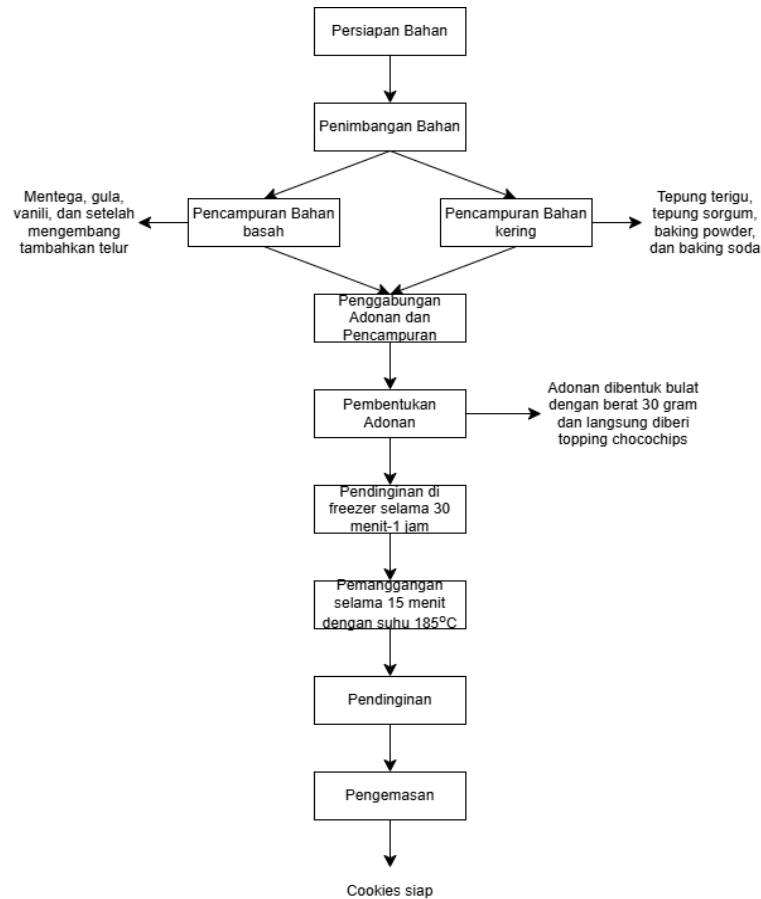 Persiapan Bahan
Penimbangan Bahan
Mentega, gula,
vanili, dan setelah
mengembang
tambahkan telur
Pencampuran Bahan
basah
Pencampuran Bahan
kering
Tepung terigu,
tepung sorgum,
baking powder,
dan baking soda
Penggabungan
Adonan dan
Pencampuran
Pembentukan
Adonan
Adonan dibentuk bulat
dengan berat 30 gram
dan langsung diberi
topping chocochips
Pendinginan di
freezer selama 30
menit-1 jam
Pemanggangan
selama 15 menit
dengan suhu 185°C
Pendinginan
Pengemasan
Cookies siap